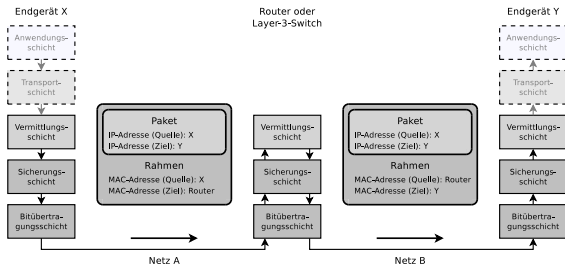 Endgerät X
Router oder
Layer-3-Switch
Endgerät Y
Anwendungs-
schicht
Transport-
schicht
Vermittlungs-
schicht
Sicherungs-
schicht
Bitübertra-
gungsschicht
Paket
IP-Adresse (Quelle): X
IP-Adresse (Ziel): Y
Rahmen
MAC-Adresse (Quelle): X
MAC-Adresse (Ziel): Router
Vermittlungs-
schicht
Sicherungs-
schicht
Bitübertra-
gungsschicht
Paket
IP-Adresse (Quelle): X
IP-Adresse (Ziel): Y
Rahmen
MAC-Adresse (Quelle): Router
MAC-Adresse (Ziel): Y
Anwendungs-
schicht
Transport-
schicht
Vermittlungs-
schicht
Sicherungs-
schicht
Bitübertra-
gungsschicht
Netz A
Netz B